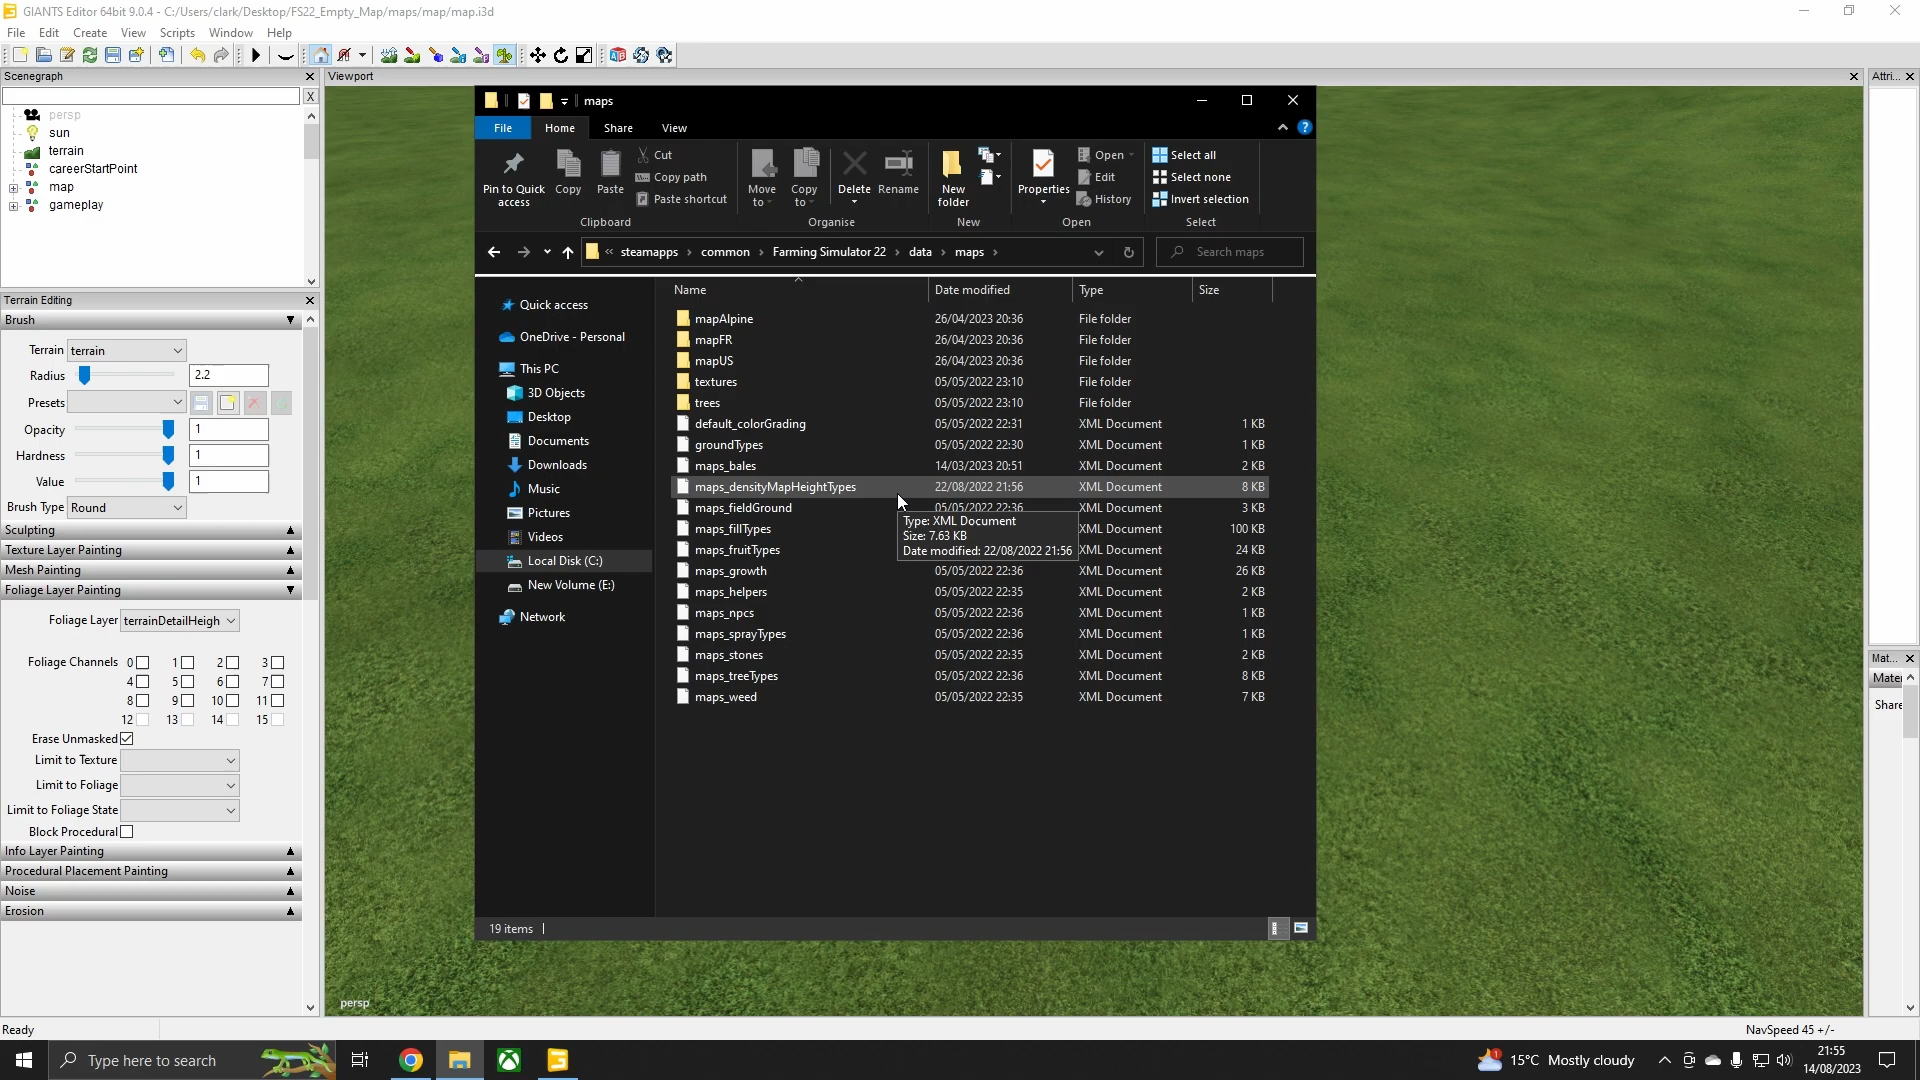 GIANTS Editor 64bit 9.0.4 - C:/Users/clark/Desktop/FS22_Empty_Map/maps/map/map.i3d
File Edit Create View Scripts Window Help
Scenegraph
X
persp
sun
terrain
careerStartPoint
map
gameplay
Terrain Editing
Brush
Terrain terrain
Radius 2.2
Presets
Opacity 1
Hardness 1
Value 1
Brush Type Round
Sculpting
Texture Layer Painting
Mesh Painting
Foliage Layer Painting
Foliage Layer terrainDetailHeigh
Foliage Channels 0 1 2 3
4 5 6 7
8 9 10 11
12 13 14 15
Erase Unmasked
Limit to Texture
Limit to Foliage
Limit to Foliage State
Block Procedural
Info Layer Painting
Procedural Placement Painting
Noise
Erosion
Ready
Viewport
maps
File Home Share View
Pin to Quick access
Copy
Paste
Cut
Copy path
Paste shortcut
Clipboard
Move to
Copy to
Delete
Rename
Organise
New folder
New
Properties
Open
Edit
History
Open
Select all
Select none
Invert selection
Select
« steamapps › common › Farming Simulator 22 › data › maps ›
Search maps
Quick access
OneDrive - Personal
This PC
3D Objects
Desktop
Documents
Downloads
Music
Pictures
Videos
Local Disk (C:)
New Volume (E:)
Network
Name Date modified Type Size
mapAlpine 26/04/2023 20:36 File folder
mapFR 26/04/2023 20:36 File folder
mapUS 26/04/2023 20:36 File folder
textures 05/05/2022 23:10 File folder
trees 05/05/2022 23:10 File folder
default_colorGrading 05/05/2022 22:31 XML Document 1 KB
groundTypes 05/05/2022 22:30 XML Document 1 KB
maps_bales 14/03/2023 20:51 XML Document 2 KB
maps_densityMapHeightTypes 22/08/2022 21:56 XML Document 8 KB
maps_fieldGround 05/05/2022 22:36 XML Document 3 KB
maps_fillTypes XML Document 100 KB
maps_fruitTypes XML Document 24 KB
maps_growth 05/05/2022 22:36 XML Document 26 KB
maps_helpers 05/05/2022 22:35 XML Document 2 KB
maps_npcs 05/05/2022 22:36 XML Document 1 KB
maps_sprayTypes 05/05/2022 22:36 XML Document 1 KB
maps_stones 05/05/2022 22:35 XML Document 2 KB
maps_treeTypes 05/05/2022 22:36 XML Document 8 KB
maps_weed 05/05/2022 22:35 XML Document 7 KB
Type: XML Document
Size: 7.63 KB
Date modified: 22/08/2022 21:56
19 items
persp
Attri...
Mat...
Mater
Share
NavSpeed 45 +/-
Type here to search
1
15°C Mostly cloudy
21:55
14/08/2023